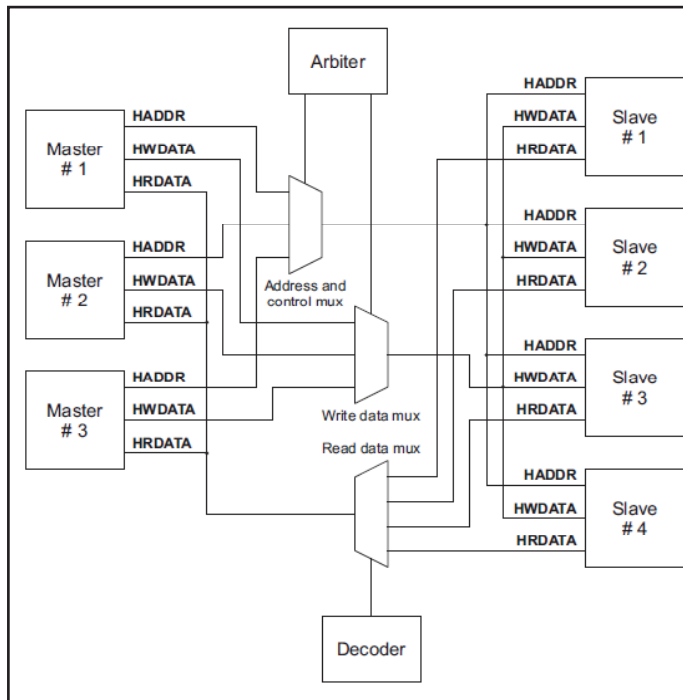 Arbiter
Master
# 1
HADDR
HWDATA
HRDATA
Master
# 2
HADDR
HWDATA
HRDATA
Master
# 3
HADDR
HWDATA
HRDATA
Address and
control mux
Write data mux
Read data mux
Decoder
HADDR
HWDATA
HRDATA
Slave
# 1
HADDR
HWDATA
HRDATA
Slave
# 2
HADDR
HWDATA
HRDATA
Slave
# 3
HADDR
HWDATA
HRDATA
Slave
# 4